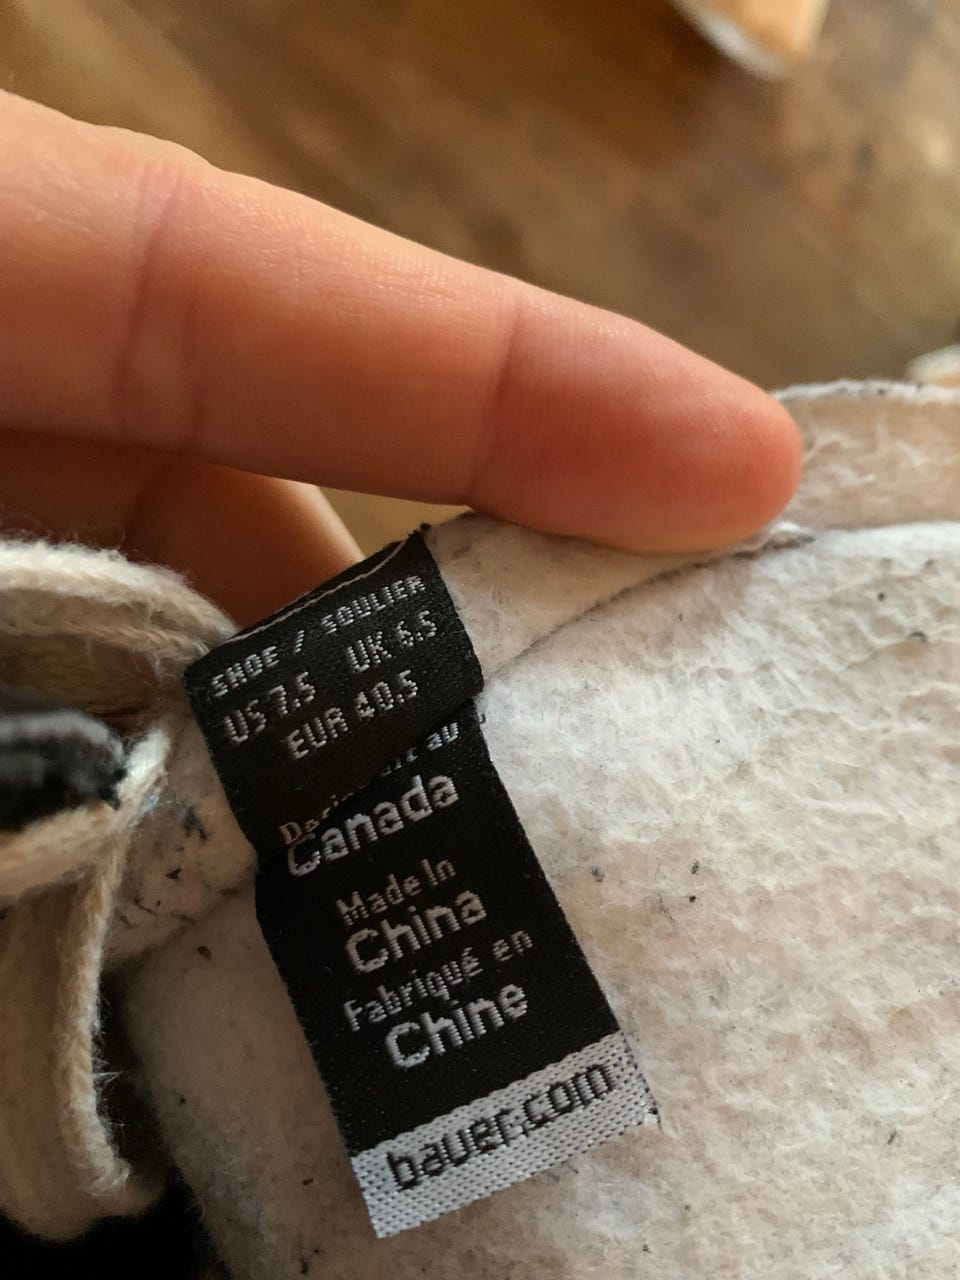 SHOE / SOULIER
US 7.5 UK 6.5
EUR 40.5
au
Canada
Made In
China
Fabriqué en
Chine
bauer.com